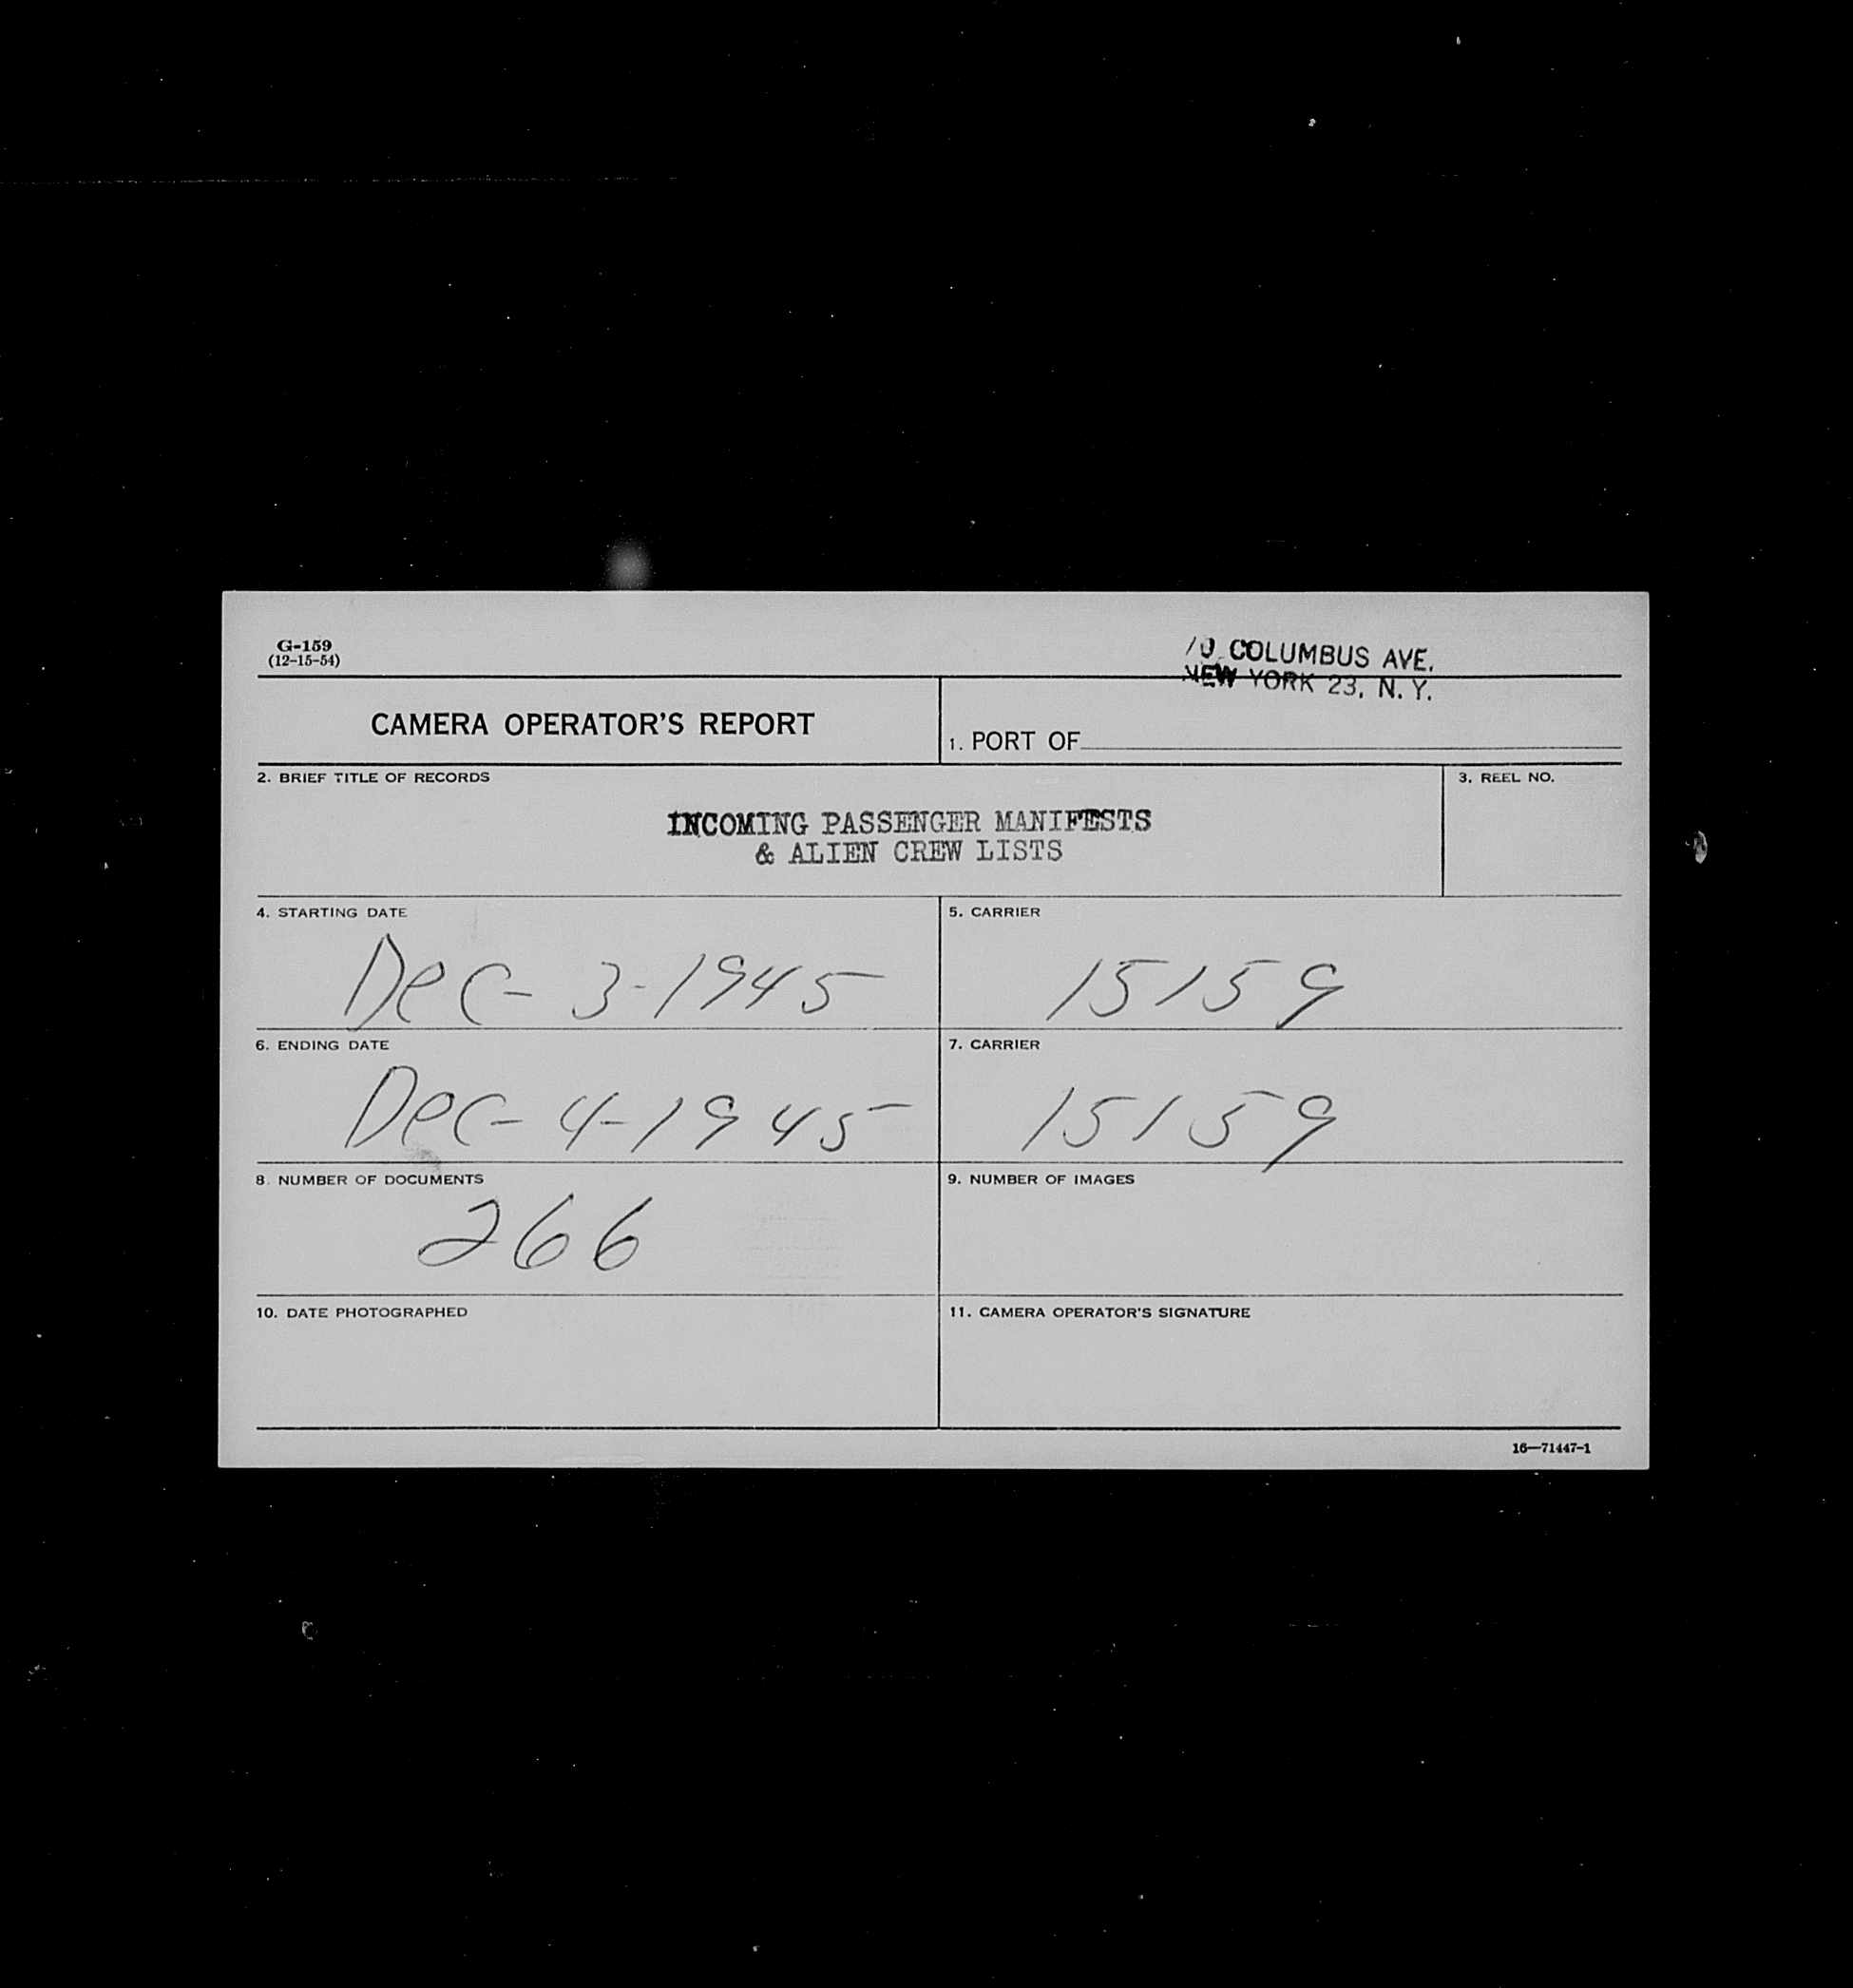 G-159
(12-15-54)
70 COLUMBUS AVE.
NEW YORK 23, N. Y.
CAMERA OPERATOR'S REPORT
1. PORT OF
2. BRIEF TITLE OF RECORDS
3. REEL NO.
INCOMING PASSENGER MANIFESTS
& ALIEN CREW LISTS
4. STARTING DATE
5. CARRIER
Dec- 3-1945
15159
6. ENDING DATE
7. CARRIER
Dec- 4-1945
15159
8. NUMBER OF DOCUMENTS
9. NUMBER OF IMAGES
266
10. DATE PHOTOGRAPHED
11. CAMERA OPERATOR'S SIGNATURE
16—71447-1